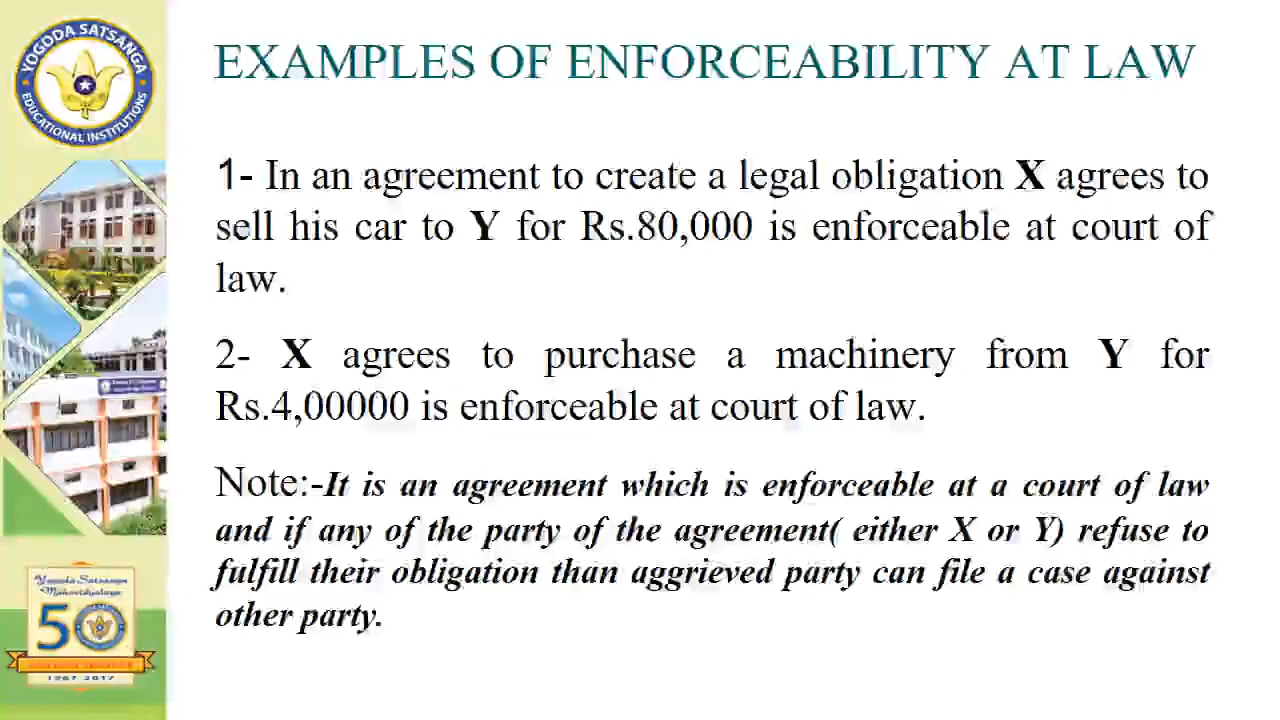 YOGODA SATSANGA
EDUCATIONAL INSTITUTIONS
EXAMPLES OF ENFORCEABILITY AT LAW
1- In an agreement to create a legal obligation X agrees to
sell his car to Y for Rs.80,000 is enforceable at court of
law.
2- X agrees to purchase a machinery from Y for
Rs.4,00000 is enforceable at court of law.
Note:-It is an agreement which is enforceable at a court of law
and if any of the party of the agreement( either X or Y) refuse to
fulfill their obligation than aggrieved party can file a case against
other party.
Yogoda Satsanga
Mahavidyalaya
50
1967-2017